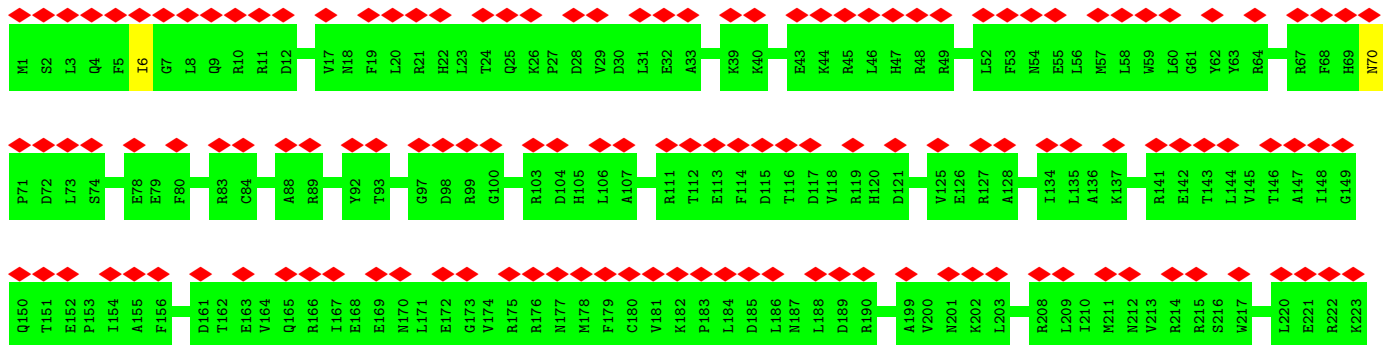 M1 S2 L3 Q4 F5 I6 G7 L8 Q9 R10 R11 D12 V17 N18 F19 L20 R21 H22 L23 T24 Q25 K26 P27 D28 V29 D30 L31 E32 A33 K39 K40 E43 K44 R45 L46 H47 R48 R49 L52 F53 N54 E55 L56 M57 L58 W59 L60 G61 Y62 Y63 R64 R67 F68 H69 N70
P71 D72 L73 S74 E78 E79 F80 R83 C84 A88 R89 Y92 T93 G97 D98 R99 G100 R103 D104 H105 L106 A107 R111 T112 E113 F114 D115 T116 D117 V118 R119 H120 D121 V125 E126 R127 A128 I134 L135 A136 K137 R141 E142 T143 L144 V145 T146 A147 I148 G149
Q150 T151 E152 P153 I154 A155 F156 D161 T162 E163 V164 Q165 R166 I167 E168 E169 N170 L171 E172 G173 V174 R175 R176 N177 M178 F179 C180 V181 K182 P183 L184 D185 L186 N187 L188 D189 R190 A199 V200 N201 K202 L203 R208 L209 I210 M211 N212 V213 R214 R215 S216 W217 L220 E221 R222 K223